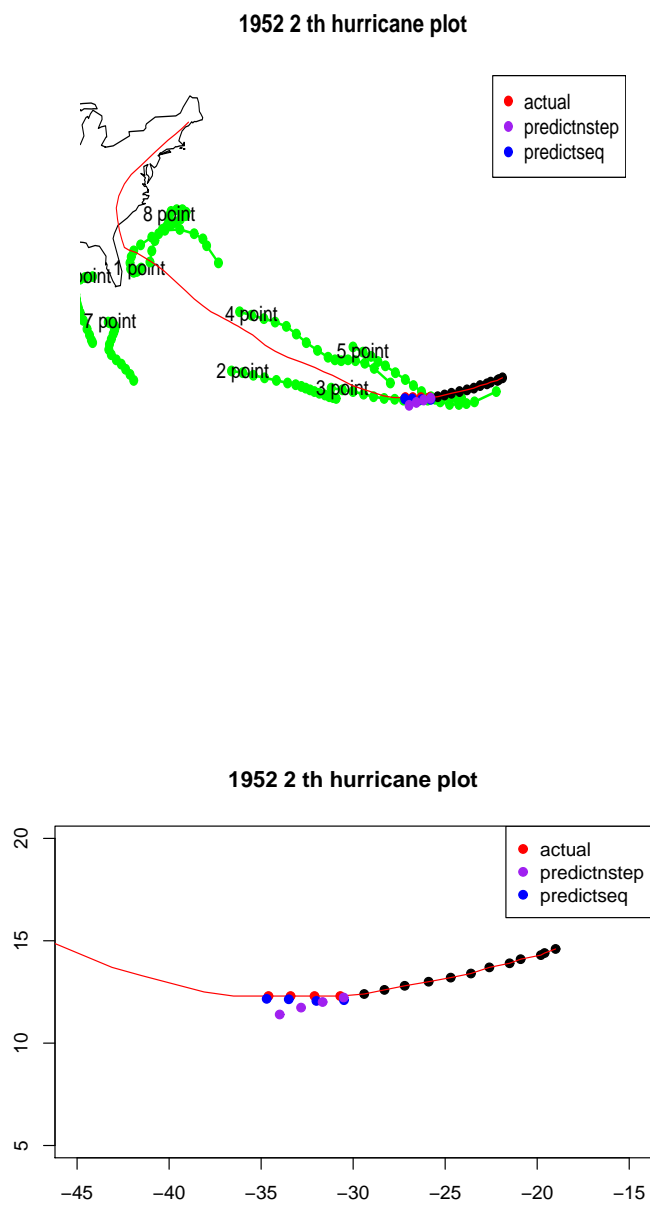 1952 2 th hurricane plot
actual
predictnstep
predictseq
8 point
1 point
point
7 point
4 point
5 point
2 point
3 point
1952 2 th hurricane plot
actual
predictnstep
predictseq
20
15
10
5
−45 −40 −35 −30 −25 −20 −15